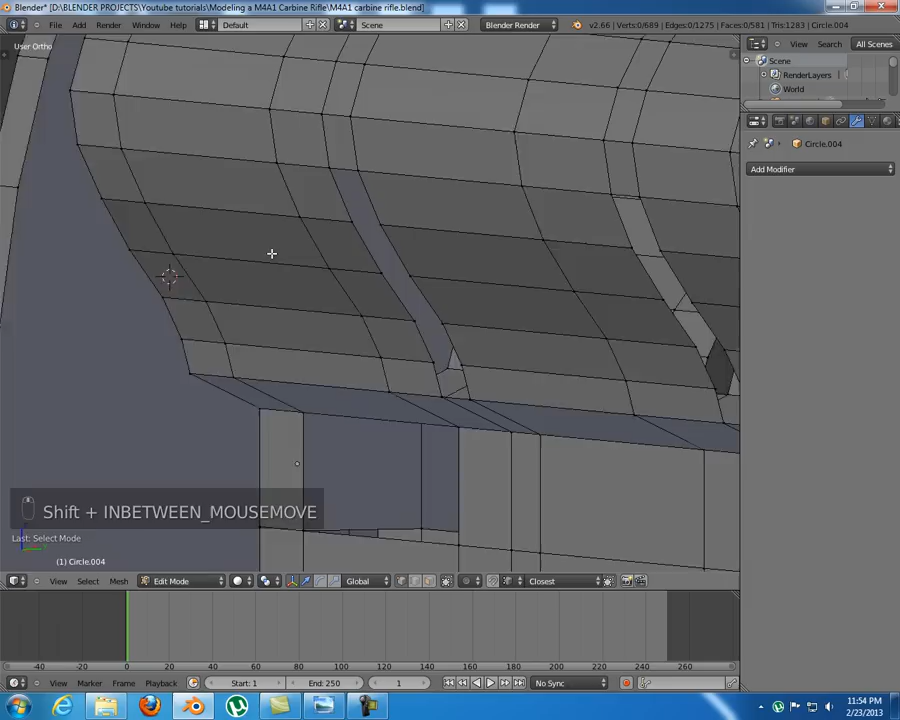 Blender* [D:\BLENDER PROJECTS\Youtube tutorials\Modeling a M4A1 Carbine Rifle\M4A1 carbine rifle.blend]
File Add Render Window Help Default Scene Blender Render v2.66 | Verts:0/689 | Edges:0/1275 | Faces:0/581 | Tris:1283 | Circle.004
User Ortho
View Search All Scenes
Scene
RenderLayers
World
Circle.004
Add Modifier
Shift + INBETWEEN_MOUSEMOVE
Last: Select Mode
(1) Circle.004
View Select Mesh Edit Mode Global Closest
-40 -20 0 20 40 60 80 100 120 140 160 180 200 220 240 260
View Marker Frame Playback Start: 1 End: 250 1 No Sync
11:54 PM
2/23/2013